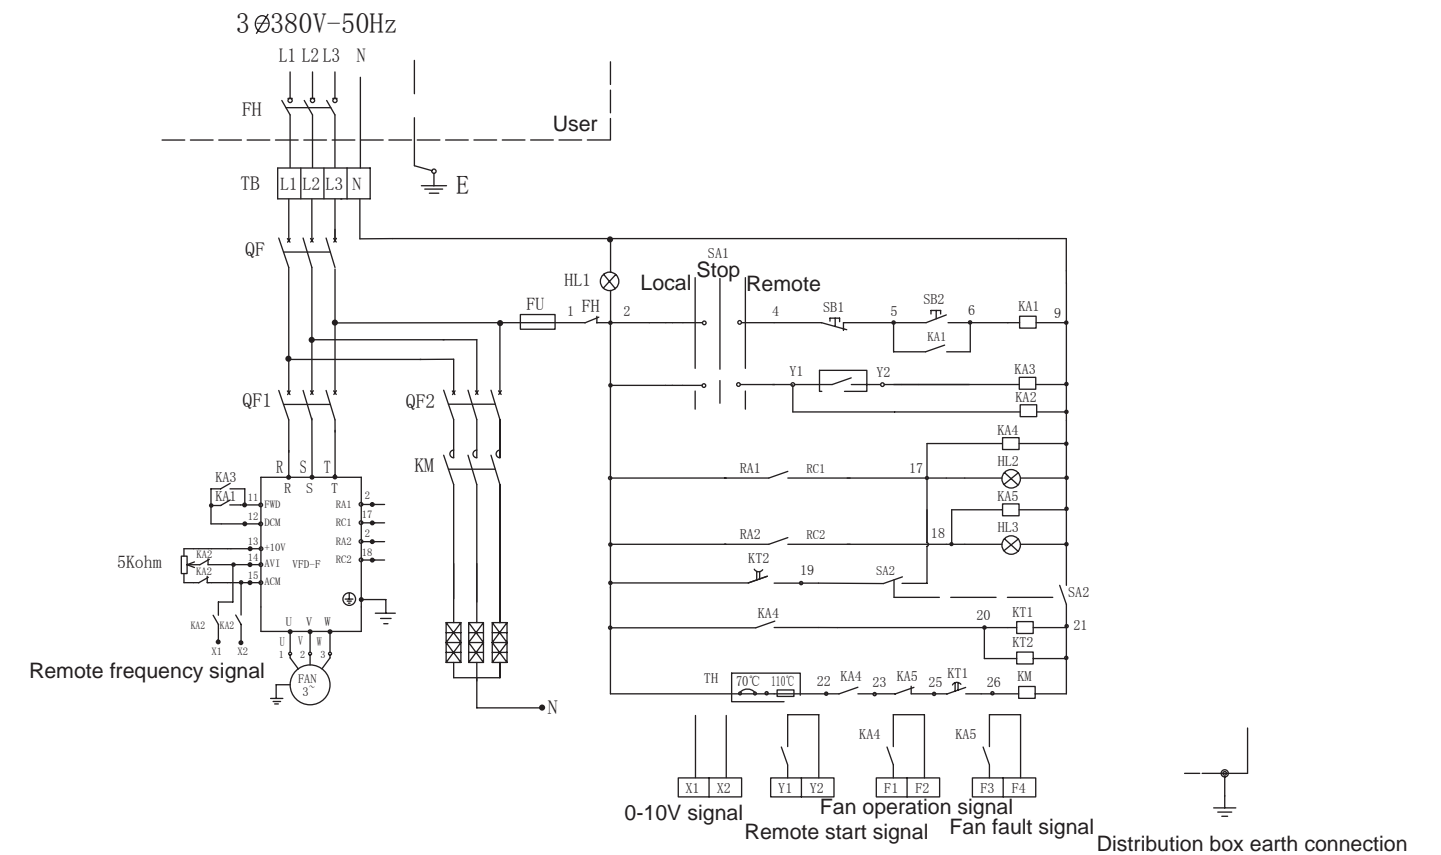 3∅380V-50Hz
L1 L2 L3 N
FH
User
TB L1 L2 L3 N
E
QF
SA1
HL1 Local Stop Remote
FU 1 FH 2 4 SB1 5 SB2 6 KA1 9
KA1
Y1 Y2 KA3
KA2
QF1 QF2
KA4
KM
RA1 RC1 17 HL2
R S T
R S T
KA3
KA1 11 FWD RA1 2
12 DCM RC1 17
KA5
13 +10V RA2 2
RA2 RC2 18 HL3
5Kohm KA2 14 AVI VFD-F RC2 18
KA2 15 ACM
KT2 19 SA2
SA2
KA2 KA2
X1 X2
U V W
U V W
1 2 3
KA4 20 KT1 21
KT2
Remote frequency signal
FAN
3~
TH 70℃ 110℃ 22 KA4 23 KA5 25 KT1 26 KM
N
KA4 KA5
X1 X2 Y1 Y2 F1 F2 F3 F4
0-10V signal
Remote start signal
Fan operation signal
Fan fault signal
Distribution box earth connection